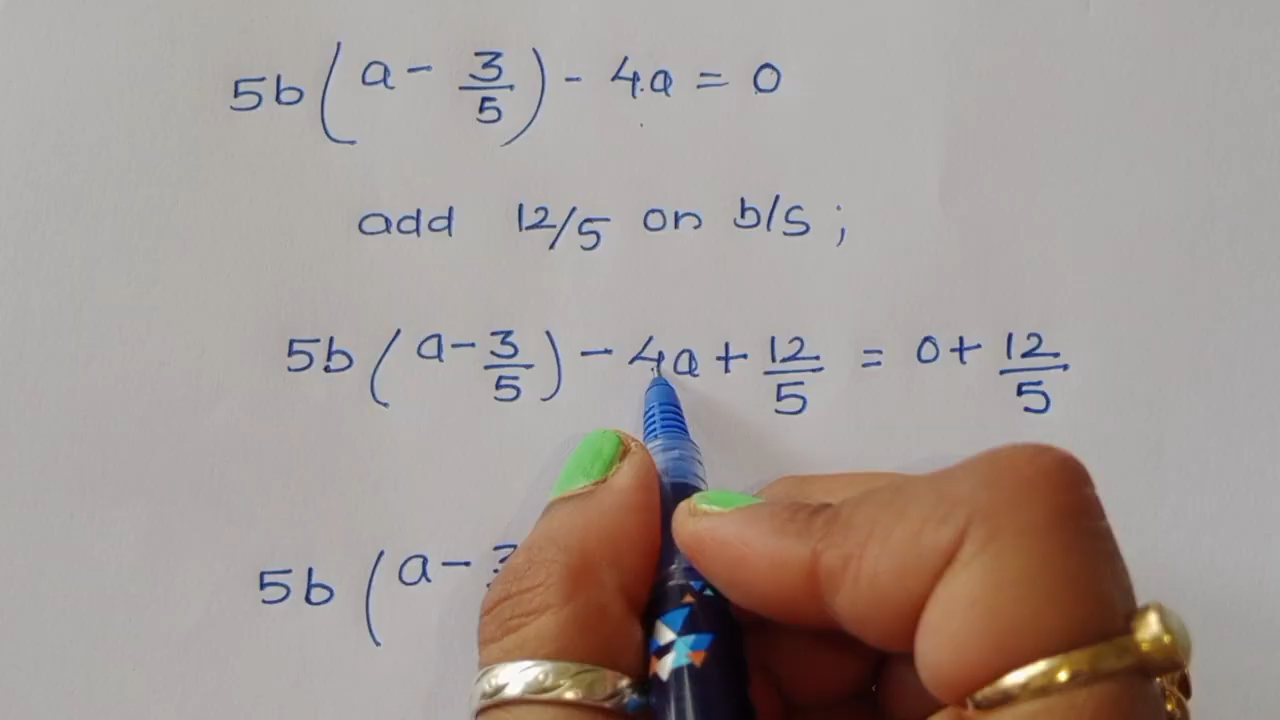 5b(a - 3/5) - 4a = 0
add 12/5 on b/s ;
5b(a - 3/5) - 4a + 12/5 = 0 + 12/5
5b (a - 3